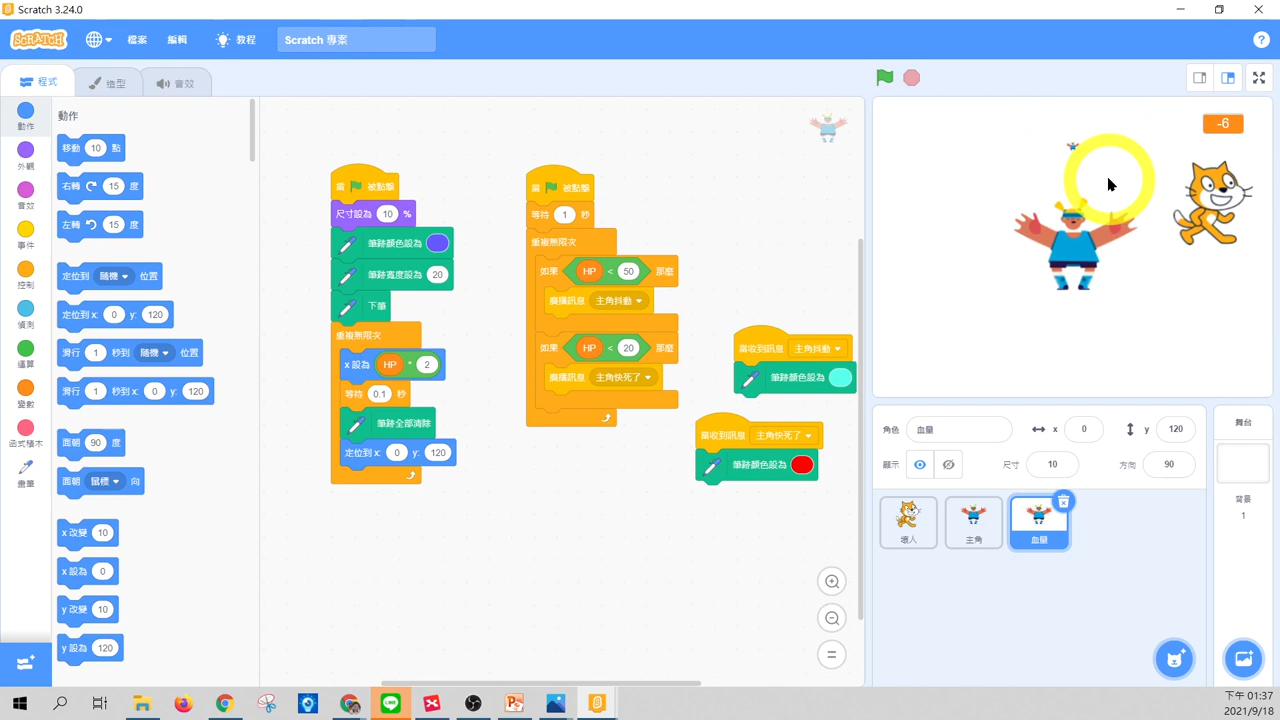 Scratch 3.24.0
SCRATCH
檔案
編輯
教程
Scratch 專案
程式
造型
音效
動作
外觀
音效
事件
控制
偵測
運算
變數
函式積木
畫筆
動作
移動 10 點
右轉 15 度
左轉 15 度
定位到 隨機 位置
定位到 x: 0 y: 120
滑行 1 秒到 隨機 位置
滑行 1 秒到 x: 0 y: 120
面朝 90 度
面朝 鼠標 向
x 改變 10
x 設為 0
y 改變 10
y 設為 120
當 被點擊
尺寸設為 10 %
筆跡顏色設為
筆跡寬度設為 20
下筆
重複無限次
x 設為 HP * 2
等待 0.1 秒
筆跡全部清除
定位到 x: 0 y: 120
當 被點擊
等待 1 秒
重複無限次
如果 HP < 50 那麼
廣播訊息 主角抖動
如果 HP < 20 那麼
廣播訊息 主角快死了
當收到訊息 主角抖動
筆跡顏色設為
當收到訊息 主角快死了
筆跡顏色設為
-6
角色 血量
x 0
y 120
顯示
尺寸 10
方向 90
壞人
主角
血量
舞台
背景
1
LINE
下午 01:37
2021/9/18